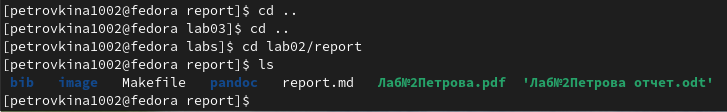 [petrovkina1002@fedora report]$ cd ..
[petrovkina1002@fedora lab03]$ cd ..
[petrovkina1002@fedora labs]$ cd lab02/report
[petrovkina1002@fedora report]$ ls
bib image Makefile pandoc report.md Лаб№2Петрова.pdf 'Лаб№2Петрова отчет.odt'
[petrovkina1002@fedora report]$